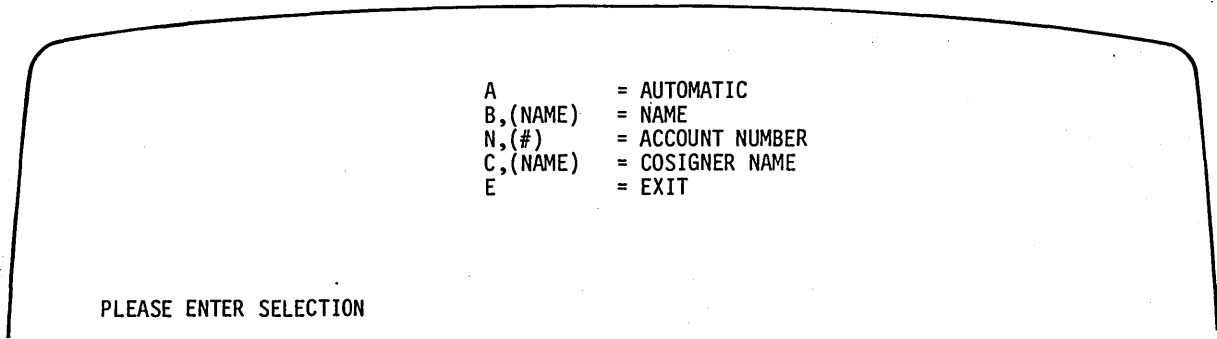 A = AUTOMATIC
B,(NAME) = NAME
N,(#) = ACCOUNT NUMBER
C,(NAME) = COSIGNER NAME
E = EXIT
PLEASE ENTER SELECTION